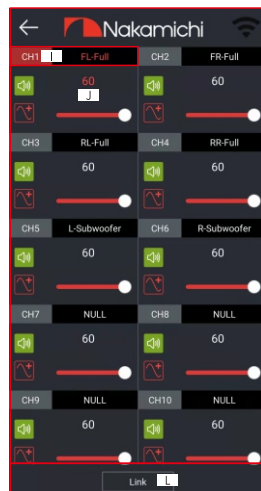 Nakamichi
CH1 I FL-Full CH2 FR-Full
60 60
J
CH3 RL-Full CH4 RR-Full
60 60
CH5 L-Subwoofer CH6 R-Subwoofer
60 60
CH7 NULL CH8 NULL
60 60
CH9 NULL CH10 NULL
60 60
Link L